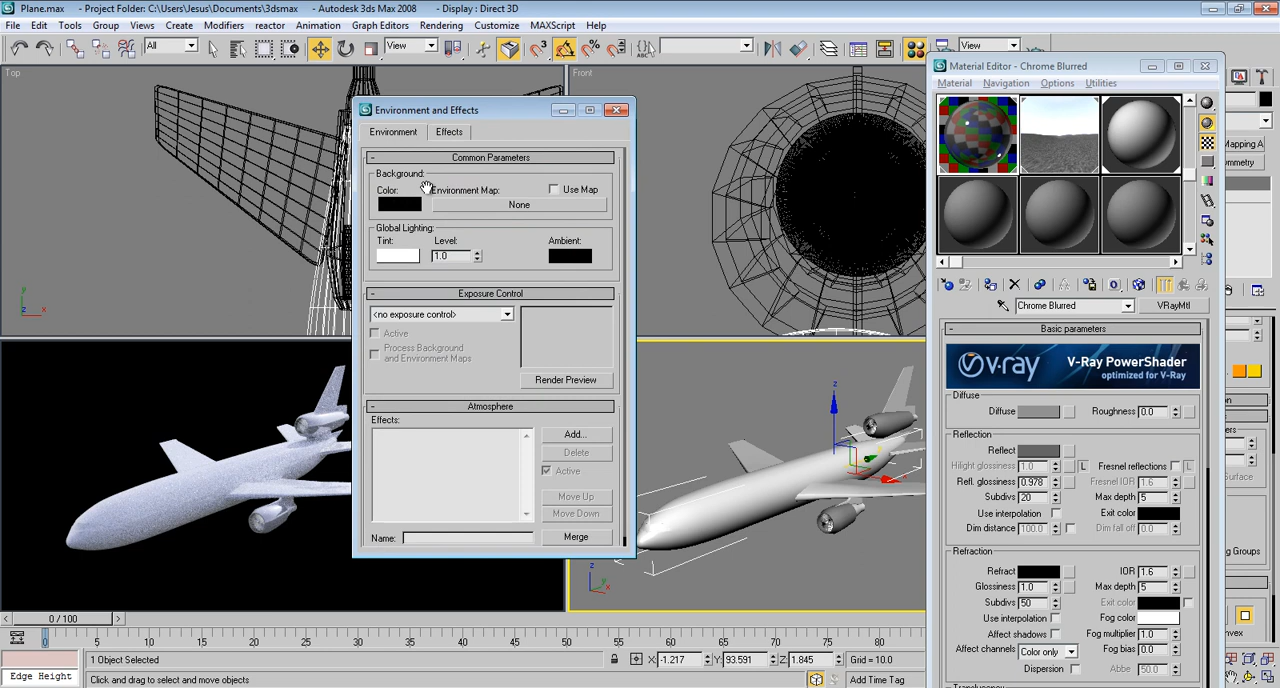 Plane.max - Project Folder: C:\Users\Jesus\Documents\3dsmax - Autodesk 3ds Max 2008 - Display : Direct 3D
File Edit Tools Group Views Create Modifiers reactor Animation Graph Editors Rendering Customize MAXScript Help
All View View
Top
Front
Environment and Effects
Environment Effects
- Common Parameters
Background:
Color: Environment Map: Use Map
None
Global Lighting:
Tint: Level: Ambient:
1.0
- Exposure Control
<no exposure control>
Active
Process Background
and Environment Maps
Render Preview
- Atmosphere
Effects:
Add...
Delete
Active
Move Up
Move Down
Name: Merge
Material Editor - Chrome Blurred
Material Navigation Options Utilities
Chrome Blurred VRayMtl
- Basic parameters
v-ray V-Ray PowerShader
optimized for V-Ray
Diffuse
Diffuse Roughness 0.0
Reflection
Reflect
Hilight glossiness 1.0 L Fresnel reflections L
Refl. glossiness 0.978 Fresnel IOR 1.6
Subdivs 20 Max depth 5
Use interpolation Exit color
Dim distance 100.0 Dim fall off 0.0
Refraction
Refract IOR 1.6
Glossiness 1.0 Max depth 5
Subdivs 50 Exit color
Use interpolation Fog color
Affect shadows Fog multiplier 1.0
Affect channels Color only Fog bias 0.0
Dispersion Abbe 50.0
Translucency
z
x
y
z
x
y
z
0 / 100
0 5 10 15 20 25 30 35 40 45 50 55 60 65 70 75 80
1 Object Selected X: -1.217 Y: 93.591 Z: 1.845 Grid = 10.0
Edge Height Click and drag to select and move objects Add Time Tag